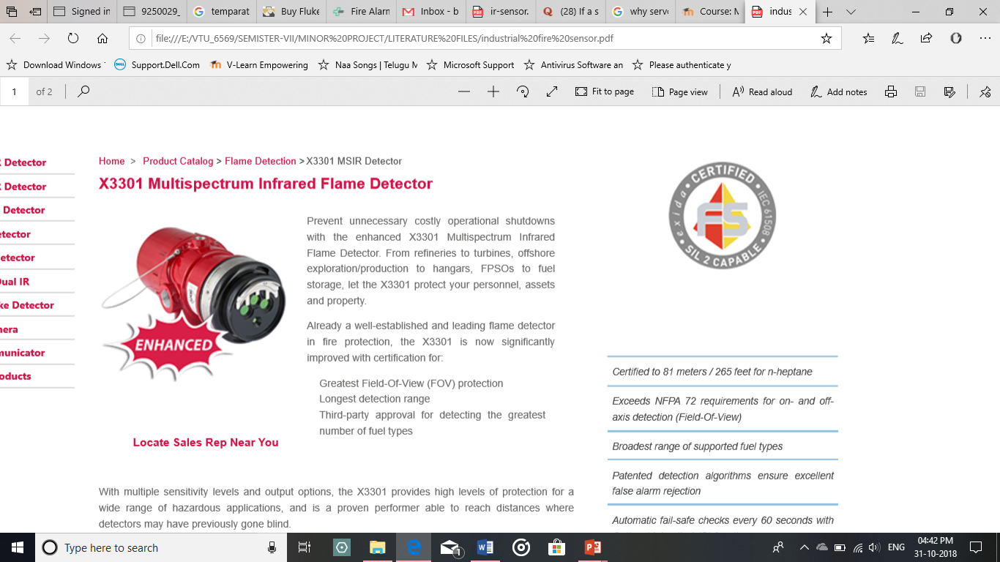 Signed in
9250029_
temparat
Buy Fluke
Fire Alarn
Inbox - b
ir-sensor.
(28) If a s
why serv
Course: M
indus
file:///E:/VTU_6569/SEMISTER-VII/MINOR%20PROJECT/LITERATURE%20FILES/industrial%20fire%20sensor.pdf
Download Windows
Support.Dell.Com
V-Learn Empowering
Naa Songs | Telugu M
Microsoft Support
Antivirus Software an
Please authenticate y
1 of 2
Fit to page
Page view
Read aloud
Add notes
R Detector
R Detector
Detector
etector
etector
Dual IR
ke Detector
mera
municator
oducts
Home > Product Catalog > Flame Detection > X3301 MSIR Detector
X3301 Multispectrum Infrared Flame Detector
ENHANCED
Locate Sales Rep Near You
Prevent unnecessary costly operational shutdowns
with the enhanced X3301 Multispectrum Infrared
Flame Detector. From refineries to turbines, offshore
exploration/production to hangars, FPSOs to fuel
storage, let the X3301 protect your personnel, assets
and property.
Already a well-established and leading flame detector
in fire protection, the X3301 is now significantly
improved with certification for:
Greatest Field-Of-View (FOV) protection
Longest detection range
Third-party approval for detecting the greatest
number of fuel types
With multiple sensitivity levels and output options, the X3301 provides high levels of protection for a
wide range of hazardous applications, and is a proven performer able to reach distances where
detectors may have previously gone blind.
CERTIFIED
exida
FS
IEC 61508
SIL 2 CAPABLE
Certified to 81 meters / 265 feet for n-heptane
Exceeds NFPA 72 requirements for on- and off-
axis detection (Field-Of-View)
Broadest range of supported fuel types
Patented detection algorithms ensure excellent
false alarm rejection
Automatic fail-safe checks every 60 seconds with
Type here to search
1
ENG
04:42 PM
31-10-2018